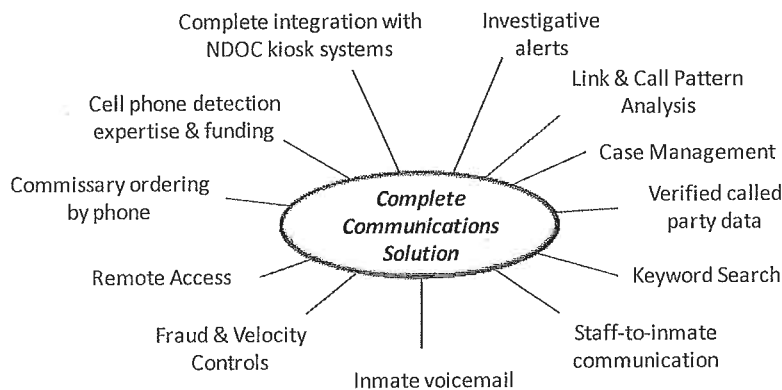 Complete integration with
NDOC kiosk systems
Investigative
alerts
Link & Call Pattern
Analysis
Cell phone detection
expertise & funding
Case Management
Commissary ordering
by phone
Complete
Communications
Solution
Verified called
party data
Remote Access
Keyword Search
Fraud & Velocity
Controls
Staff-to-inmate
communication
Inmate voicemail